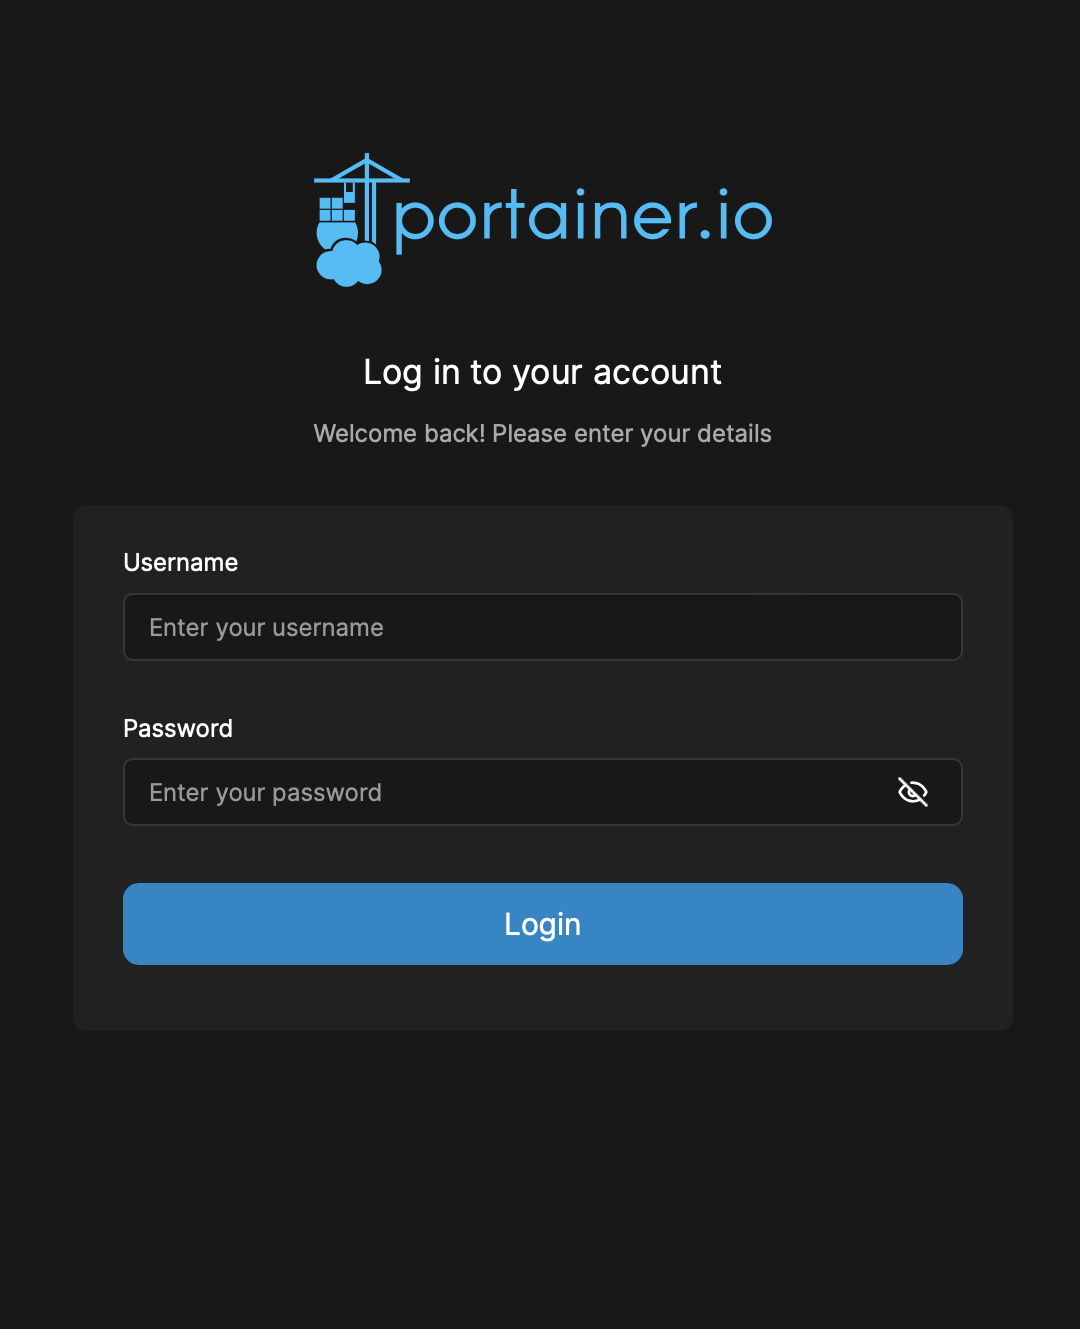 portainer.io
Log in to your account
Welcome back! Please enter your details
Username
Enter your username
Password
Enter your password
Login